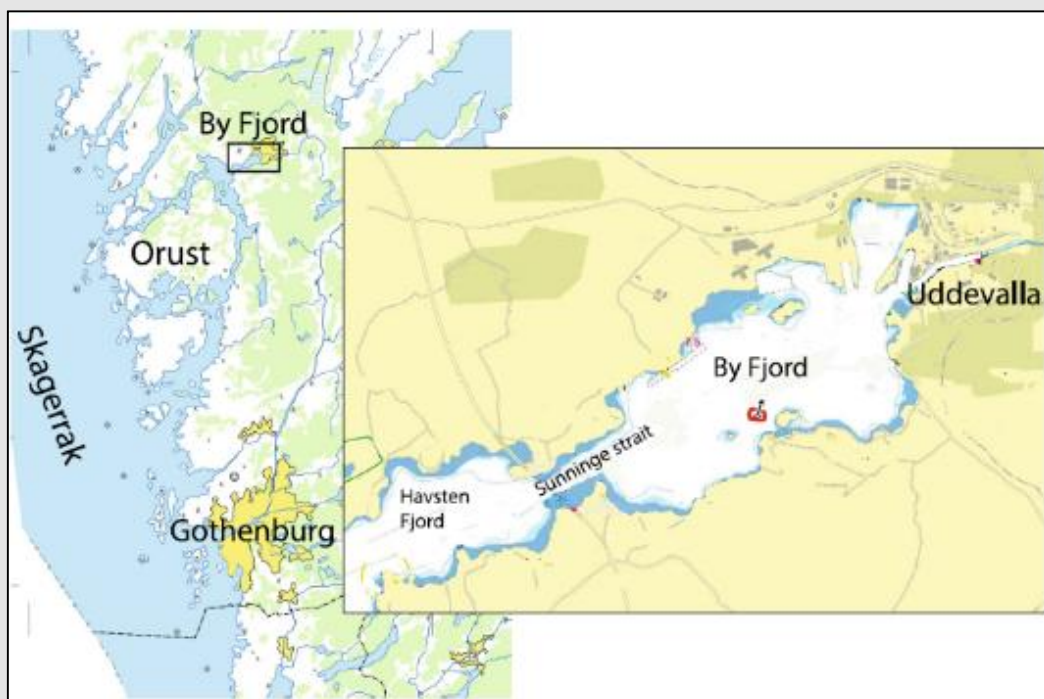 By Fjord
Orust
Skagerrak
Gothenburg
Uddevalla
By Fjord
Sunninge strait
Havsten
Fjord